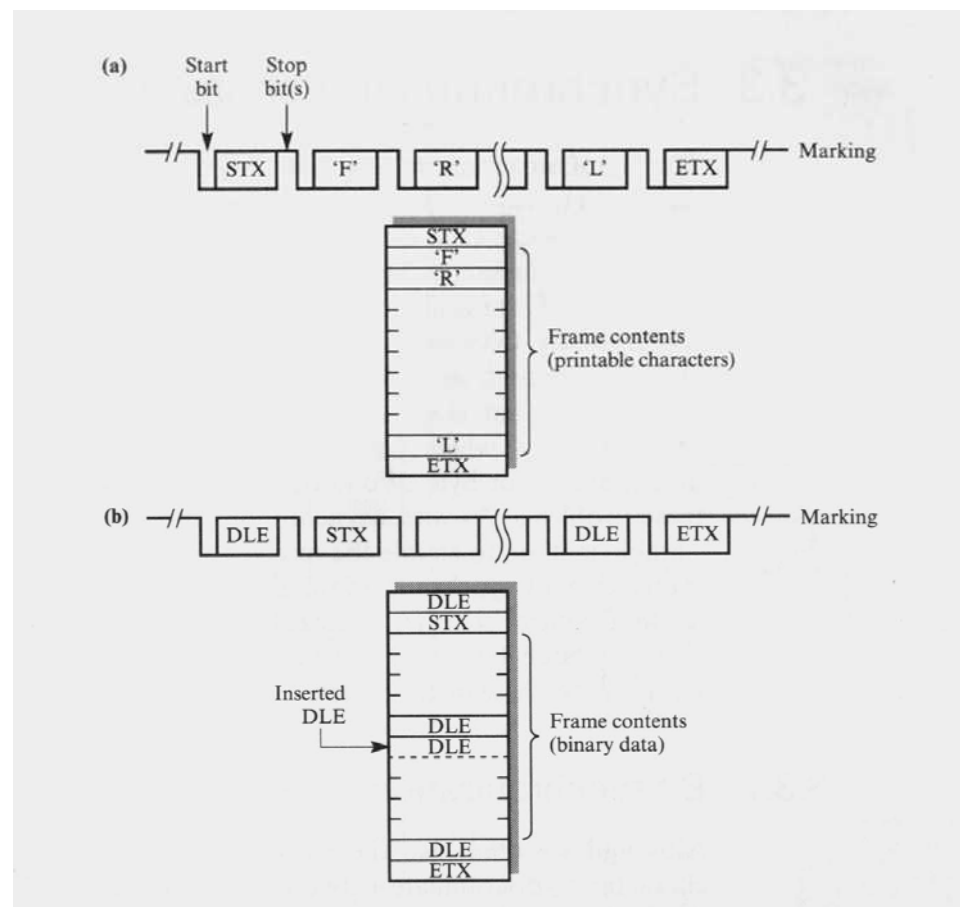 (a) Start bit Stop bit(s)
STX ‘F’ ‘R’ ‘L’ ETX Marking
STX
‘F’
‘R’
Frame contents
(printable characters)
‘L’
ETX
(b) DLE STX DLE ETX Marking
DLE
STX
Inserted
DLE
DLE
DLE
Frame contents
(binary data)
DLE
ETX